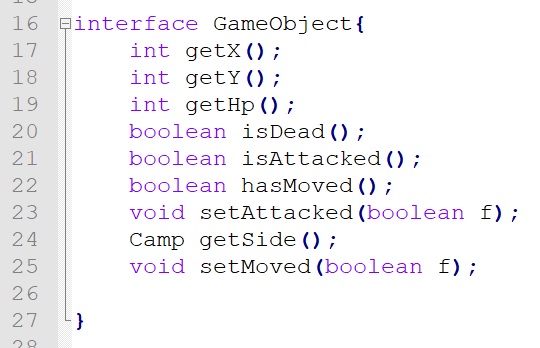 16 interface GameObject{
17 int getX();
18 int getY();
19 int getHp();
20 boolean isDead();
21 boolean isAttacked();
22 boolean hasMoved();
23 void setAttacked(boolean f);
24 Camp getSide();
25 void setMoved(boolean f);
26
27 }
28